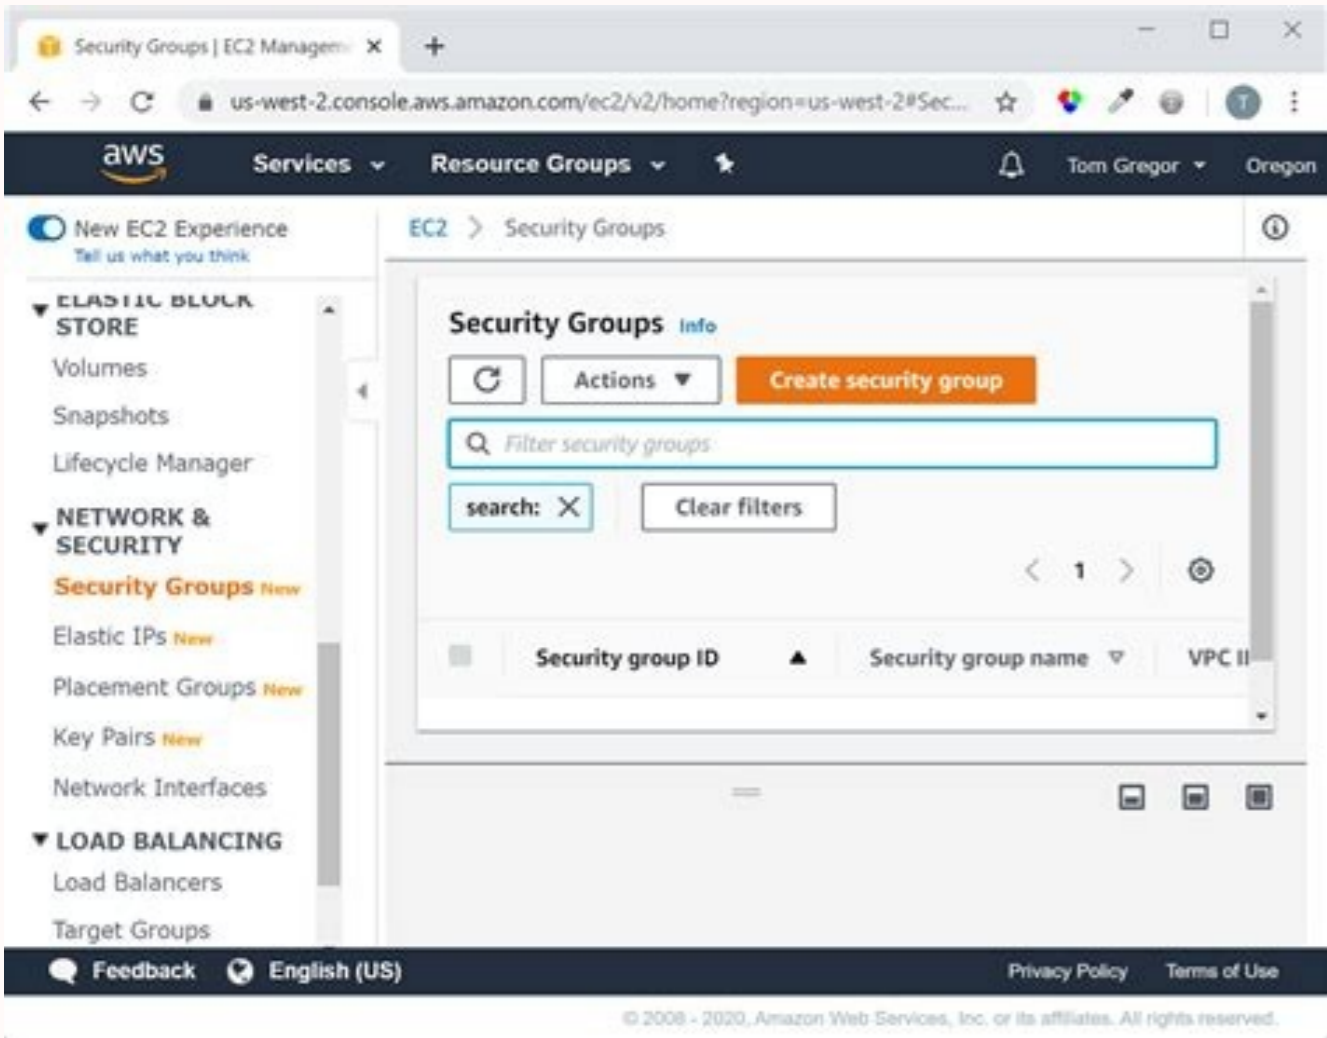 Security Groups | EC2 Managem
us-west-2.console.aws.amazon.com/ec2/v2/home?region=us-west-2#Sec...
T
aws
Services
Resource Groups
Tom Gregor
Oregon
New EC2 Experience
Tell us what you think
EC2 > Security Groups
ELASTIC BLOCK
STORE
Volumes
Snapshots
Lifecycle Manager
NETWORK &
SECURITY
Security Groups New
Elastic IPs New
Placement Groups New
Key Pairs New
Network Interfaces
LOAD BALANCING
Load Balancers
Target Groups
Security Groups Info
Actions
Create security group
Filter security groups
search:
Clear filters
1
Security group ID
Security group name
VPC II
Feedback
English (US)
Privacy Policy
Terms of Use
© 2008 - 2020, Amazon Web Services, Inc. or its affiliates. All rights reserved.